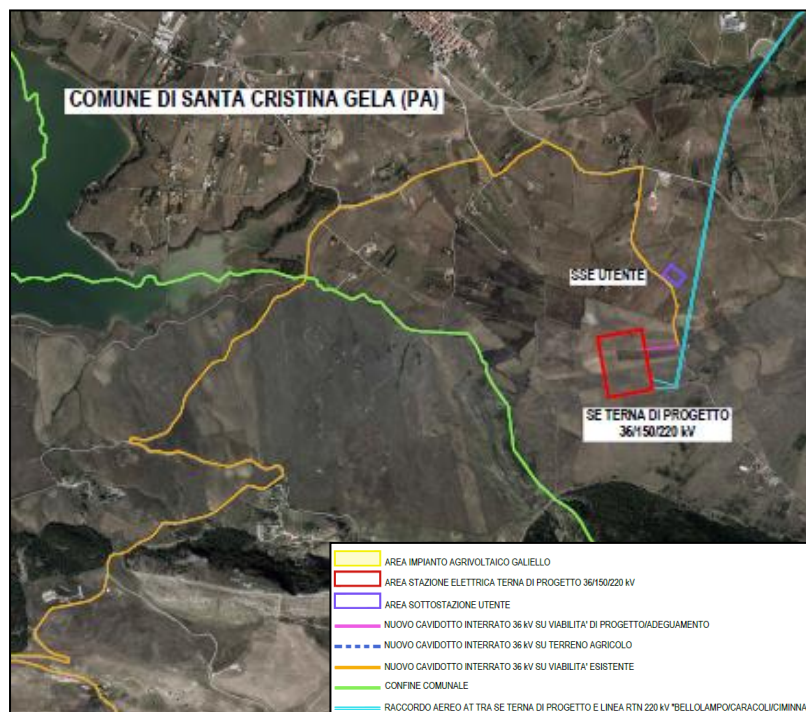 COMUNE DI SANTA CRISTINA GELA (PA)
SSE UTENTE
SE TERNA DI PROGETTO
36/150/220 kV
AREA IMPIANTO AGRIVOLTAICO GALIELLO
AREA STAZIONE ELETTRICA TERNA DI PROGETTO 36/150/220 kV
AREA SOTTOSTAZIONE UTENTE
NUOVO CAVIDOTTO INTERRATO 36 kV SU VIABILITA' DI PROGETTO/ADEGUAMENTO
NUOVO CAVIDOTTO INTERRATO 36 kV SU TERRENO AGRICOLO
NUOVO CAVIDOTTO INTERRATO 36 kV SU VIABILITA' ESISTENTE
CONFINE COMUNALE
RACCORDO AEREO AT TRA SE TERNA DI PROGETTO E LINEA RTN 220 kV "BELLOLAMPO/CARACOLI/CIMINNA